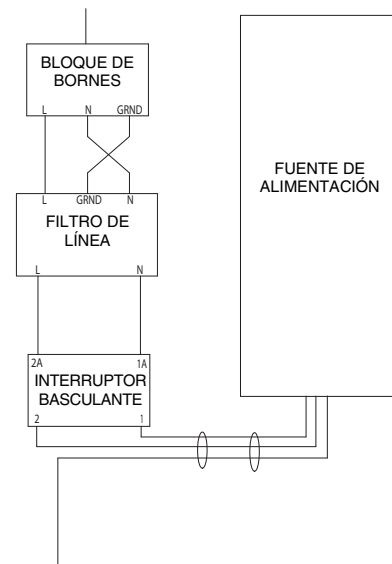 BLOQUE DE
BORNES
L N GRND
L GRND N
FILTRO DE
LÍNEA
L N
2A 1A
INTERRUPTOR
BASCULANTE
2 1
FUENTE DE
ALIMENTACIÓN